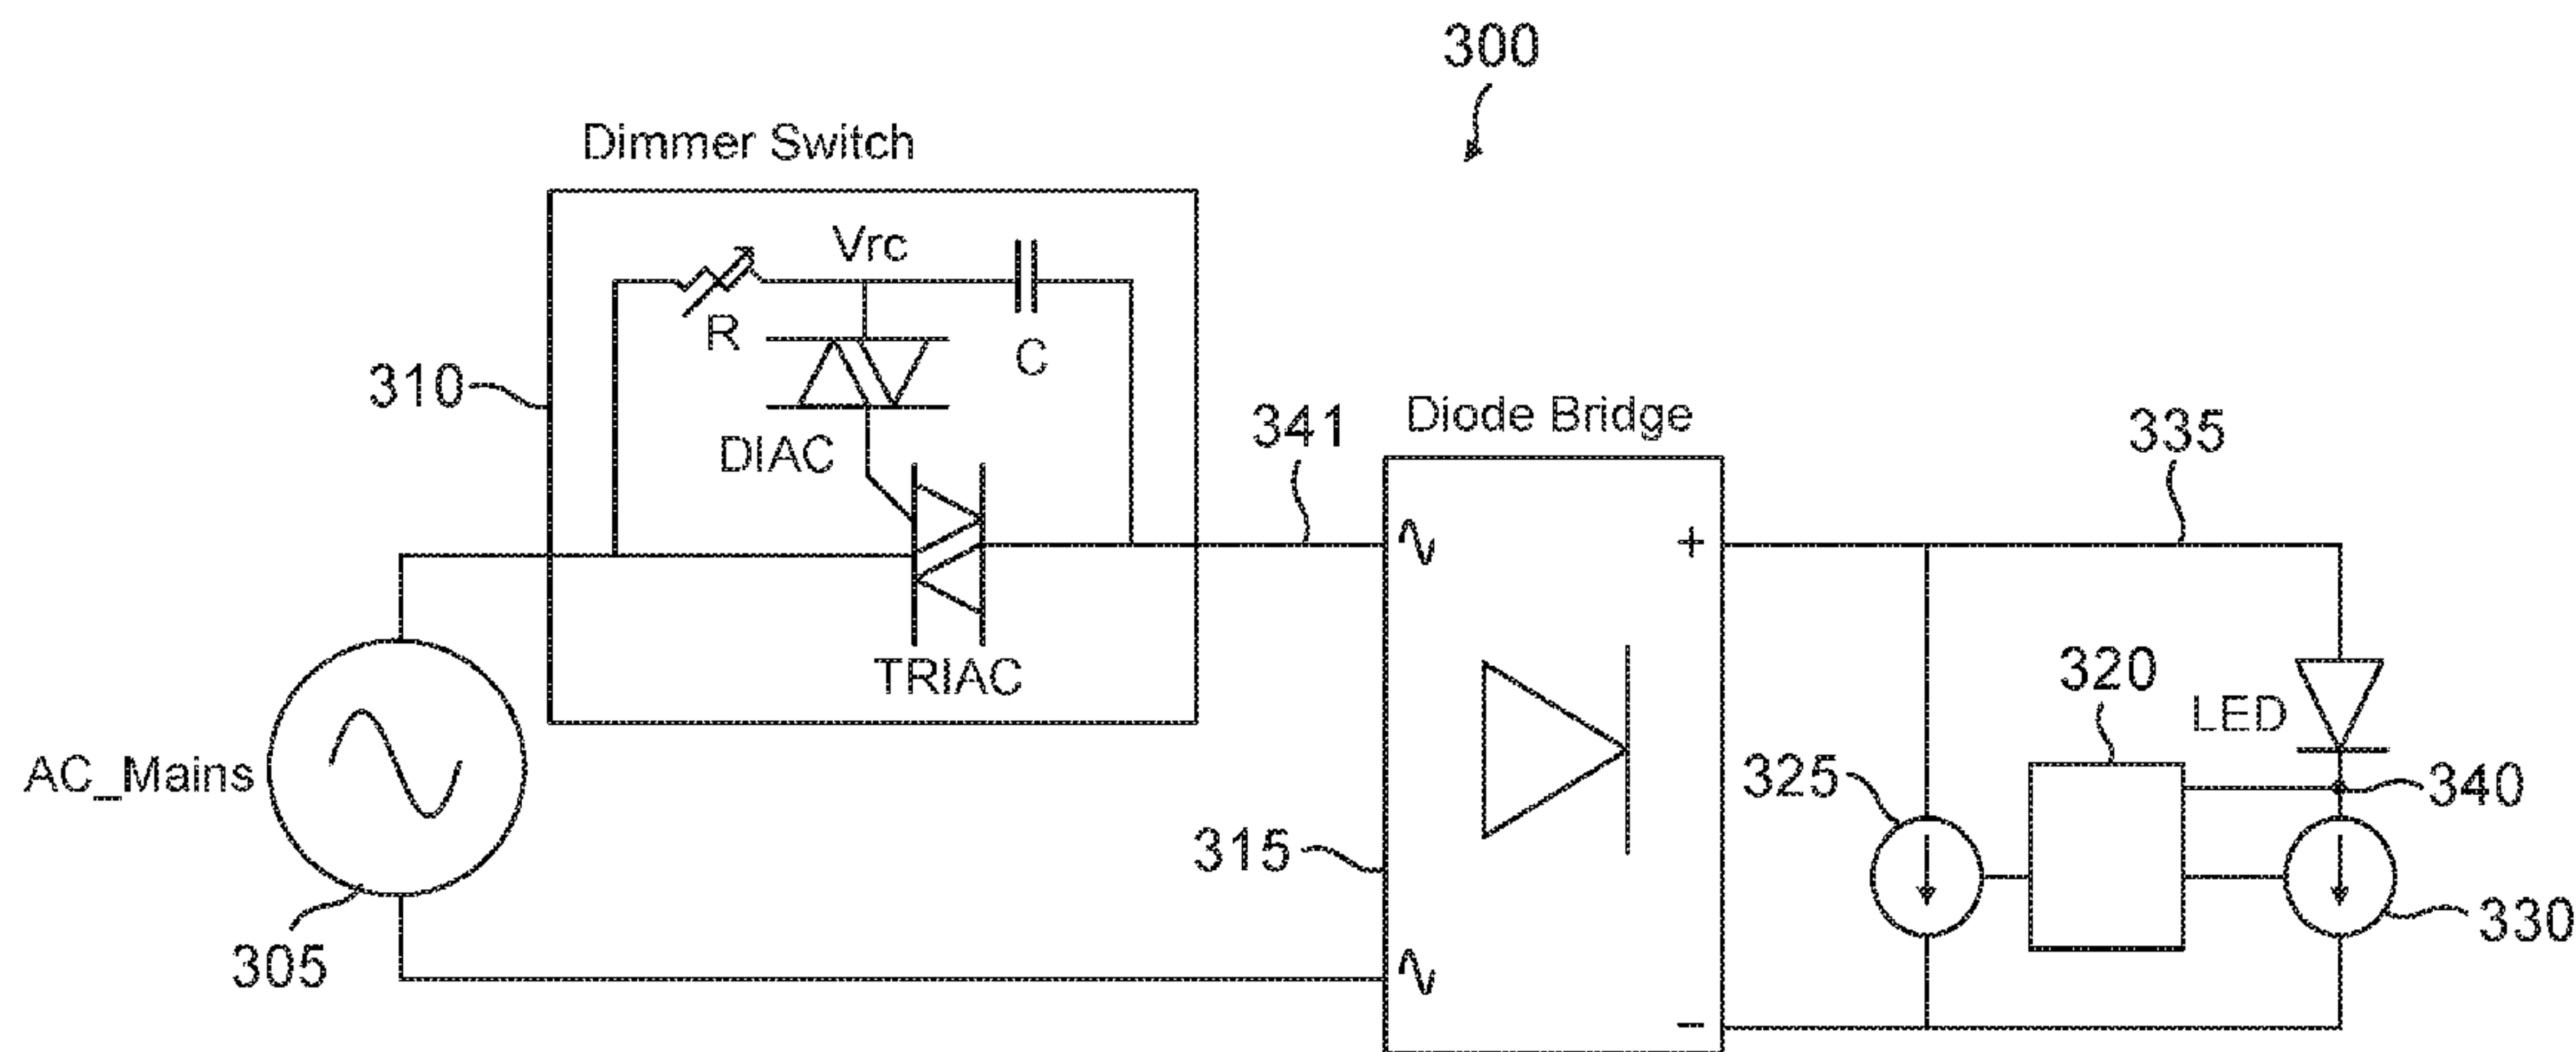 300
Dimmer Switch
Vrc
R
C
310
DIAC
341
Diode Bridge
335
+
TRIAC
320
LED
AC_Mains
325
340
315
305
330
−